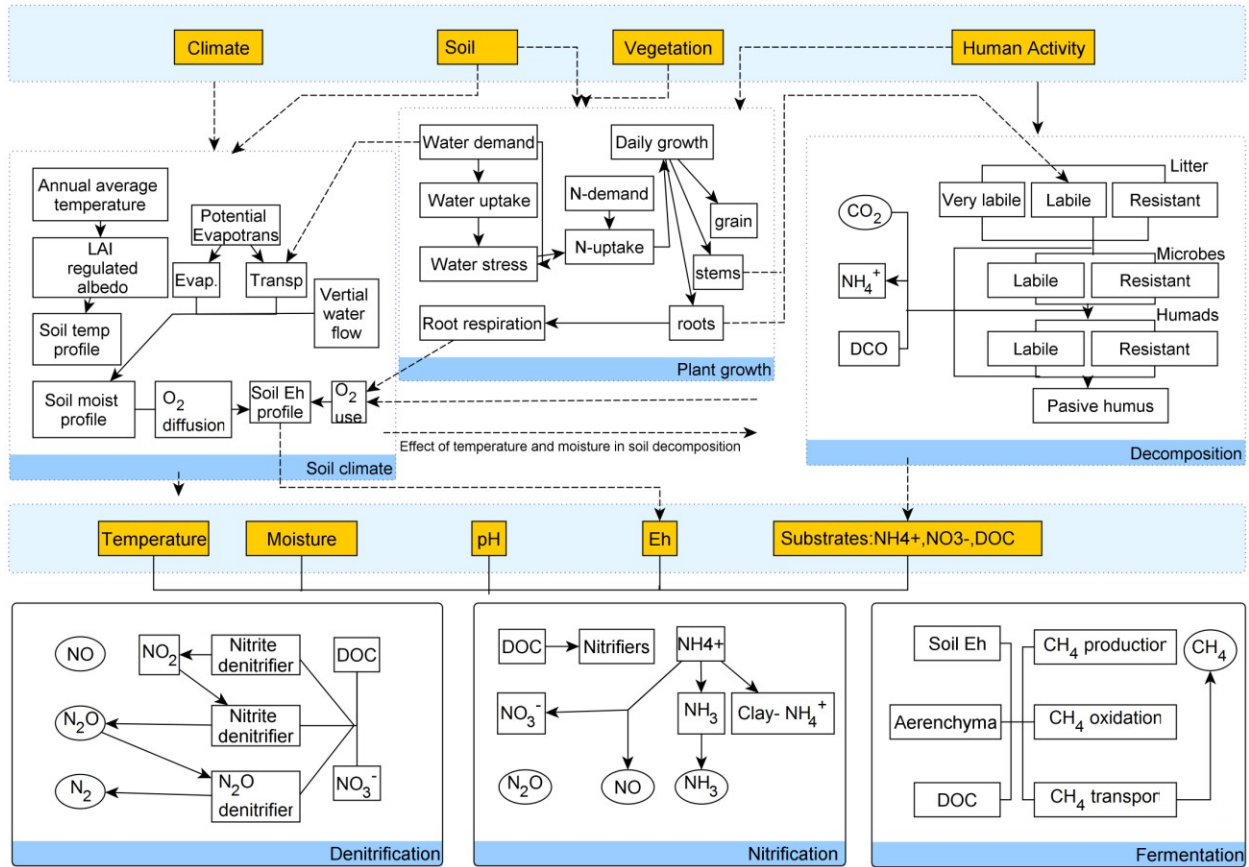 Climate
Soil
Vegetation
Human Activity
Annual average
temperature
LAI
regulated
albedo
Soil temp
profile
Potential
Evapotrans
Evap.
Transp
Vertial
water
flow
Soil moist
profile
O₂
diffusion
Soil Eh
profile
O₂
use
Soil climate
Water demand
Water uptake
Water stress
N-demand
N-uptake
Daily growth
grain
stems
roots
Root respiration
Plant growth
Effect of temperature and moisture in soil decomposition
Litter
Very labile
Labile
Resistant
CO₂
Microbes
Labile
Resistant
NH₄⁺
Humads
DCO
Labile
Resistant
Pasive humus
Decomposition
Temperature
Moisture
pH
Eh
Substrates:NH4+,NO3-,DOC
NO
NO₂
Nitrite
denitrifier
DOC
N₂O
Nitrite
denitrifier
N₂
N₂O
denitrifier
NO₃⁻
Denitrification
DOC
Nitrifiers
NH4+
NO₃⁻
NH₃
Clay- NH₄⁺
N₂O
NO
NH₃
Nitrification
Soil Eh
CH₄ production
CH₄
Aerenchyma
CH₄ oxidation
DOC
CH₄ transport
Fermentation